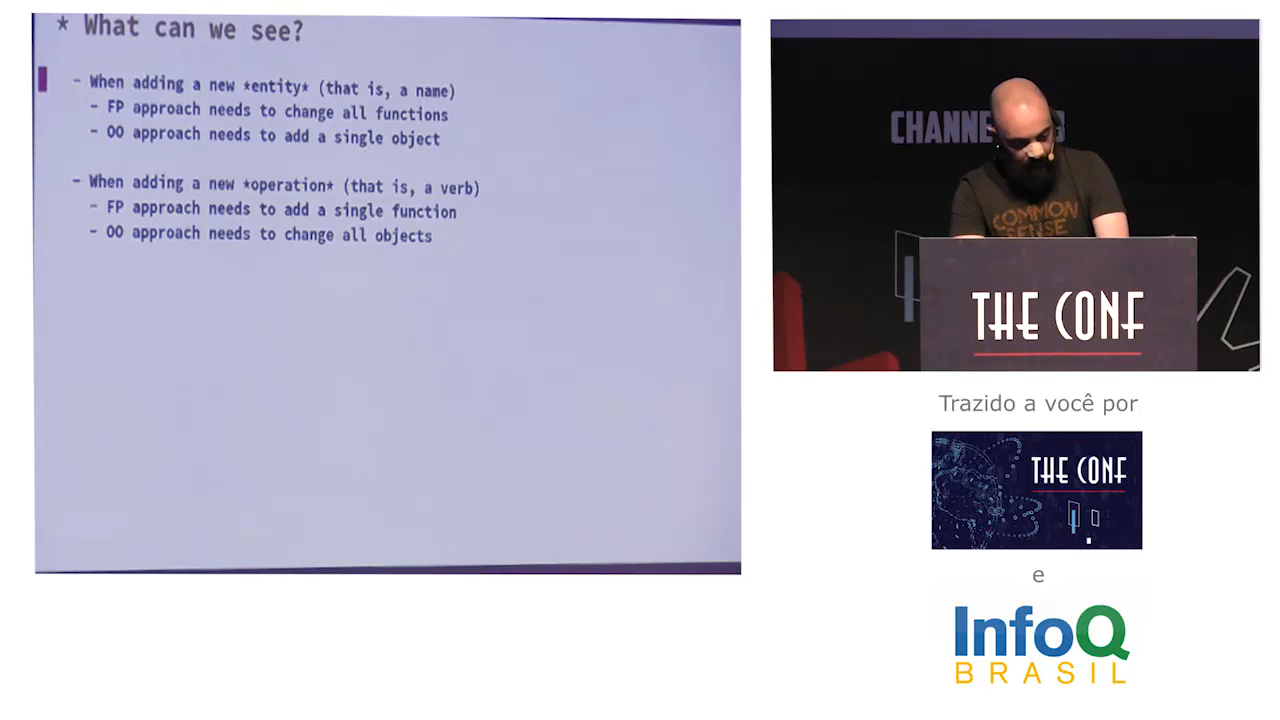 * What can we see?
- When adding a new *entity* (that is, a name)
- FP approach needs to change all functions
- OO approach needs to add a single object
- When adding a new *operation* (that is, a verb)
- FP approach needs to add a single function
- OO approach needs to change all objects
CHANNE
COMMON
SENSE
THE CONF
Trazido a você por
THE CONF
e
InfoQ
BRASIL